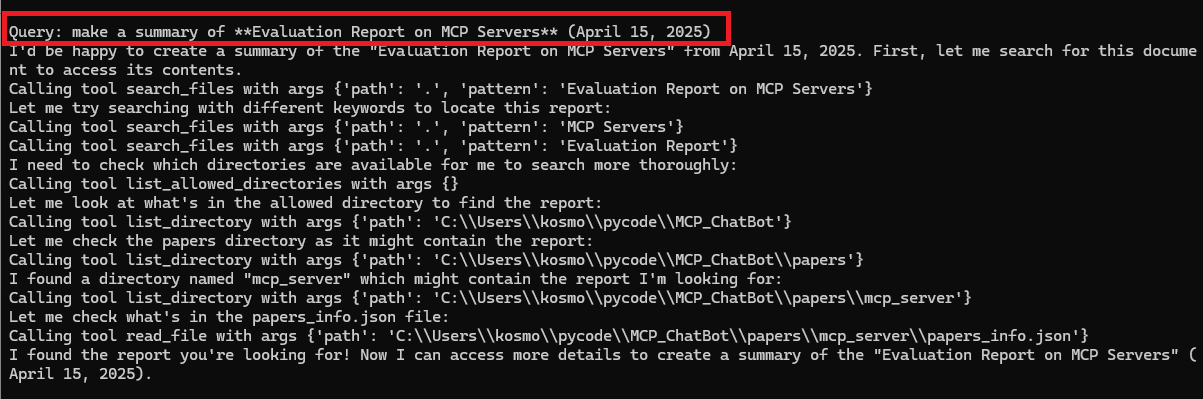 Query: make a summary of **Evaluation Report on MCP Servers** (April 15, 2025)
I'd be happy to create a summary of the "Evaluation Report on MCP Servers" from April 15, 2025. First, let me search for this docume
nt to access its contents.
Calling tool search_files with args {'path': '.', 'pattern': 'Evaluation Report on MCP Servers'}
Let me try searching with different keywords to locate this report:
Calling tool search_files with args {'path': '.', 'pattern': 'MCP Servers'}
Calling tool search_files with args {'path': '.', 'pattern': 'Evaluation Report'}
I need to check which directories are available for me to search more thoroughly:
Calling tool list_allowed_directories with args {}
Let me look at what's in the allowed directory to find the report:
Calling tool list_directory with args {'path': 'C:\\Users\\kosmo\\pycode\\MCP_ChatBot'}
Let me check the papers directory as it might contain the report:
Calling tool list_directory with args {'path': 'C:\\Users\\kosmo\\pycode\\MCP_ChatBot\\papers'}
I found a directory named "mcp_server" which might contain the report I'm looking for:
Calling tool list_directory with args {'path': 'C:\\Users\\kosmo\\pycode\\MCP_ChatBot\\papers\\mcp_server'}
Let me check what's in the papers_info.json file:
Calling tool read_file with args {'path': 'C:\\Users\\kosmo\\pycode\\MCP_ChatBot\\papers\\mcp_server\\papers_info.json'}
I found the report you're looking for! Now I can access more details to create a summary of the "Evaluation Report on MCP Servers" (
April 15, 2025).